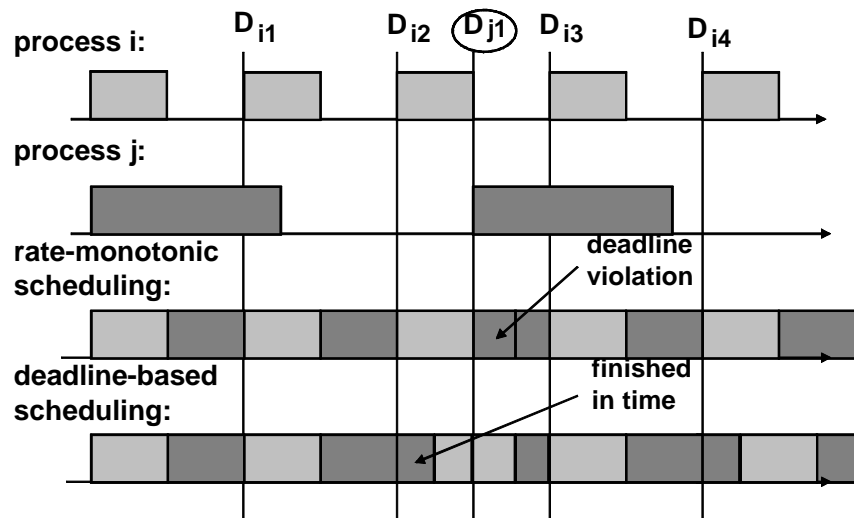 process i:
D i1
D i2
D j1
D i3
D i4
process j:
rate-monotonic
scheduling:
deadline
violation
deadline-based
scheduling:
finished
in time